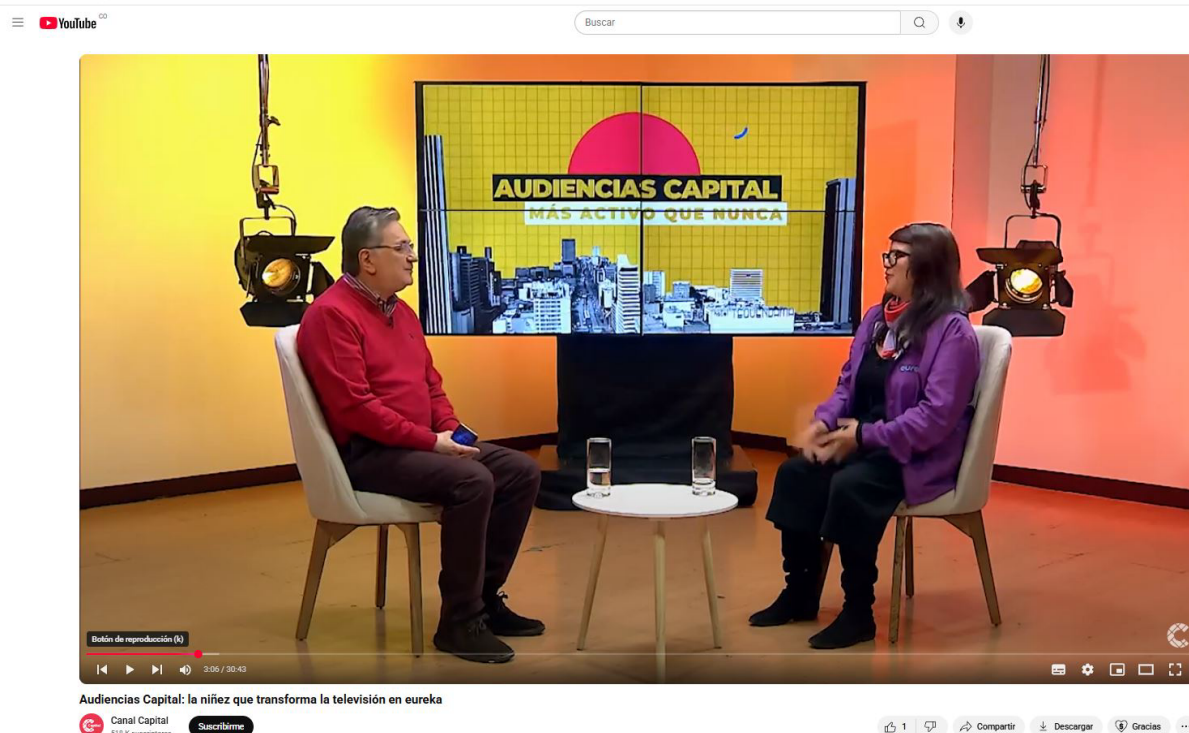 YouTube CO
Buscar
AUDIENCIAS CAPITAL
MÁS ACTIVO QUE NUNCA
Botón de reproducción (k)
3:06 / 30:43
Audiencias Capital: la niñez que transforma la televisión en eureka
Canal Capital
Suscribirme
1
Compartir
Descargar
Gracias